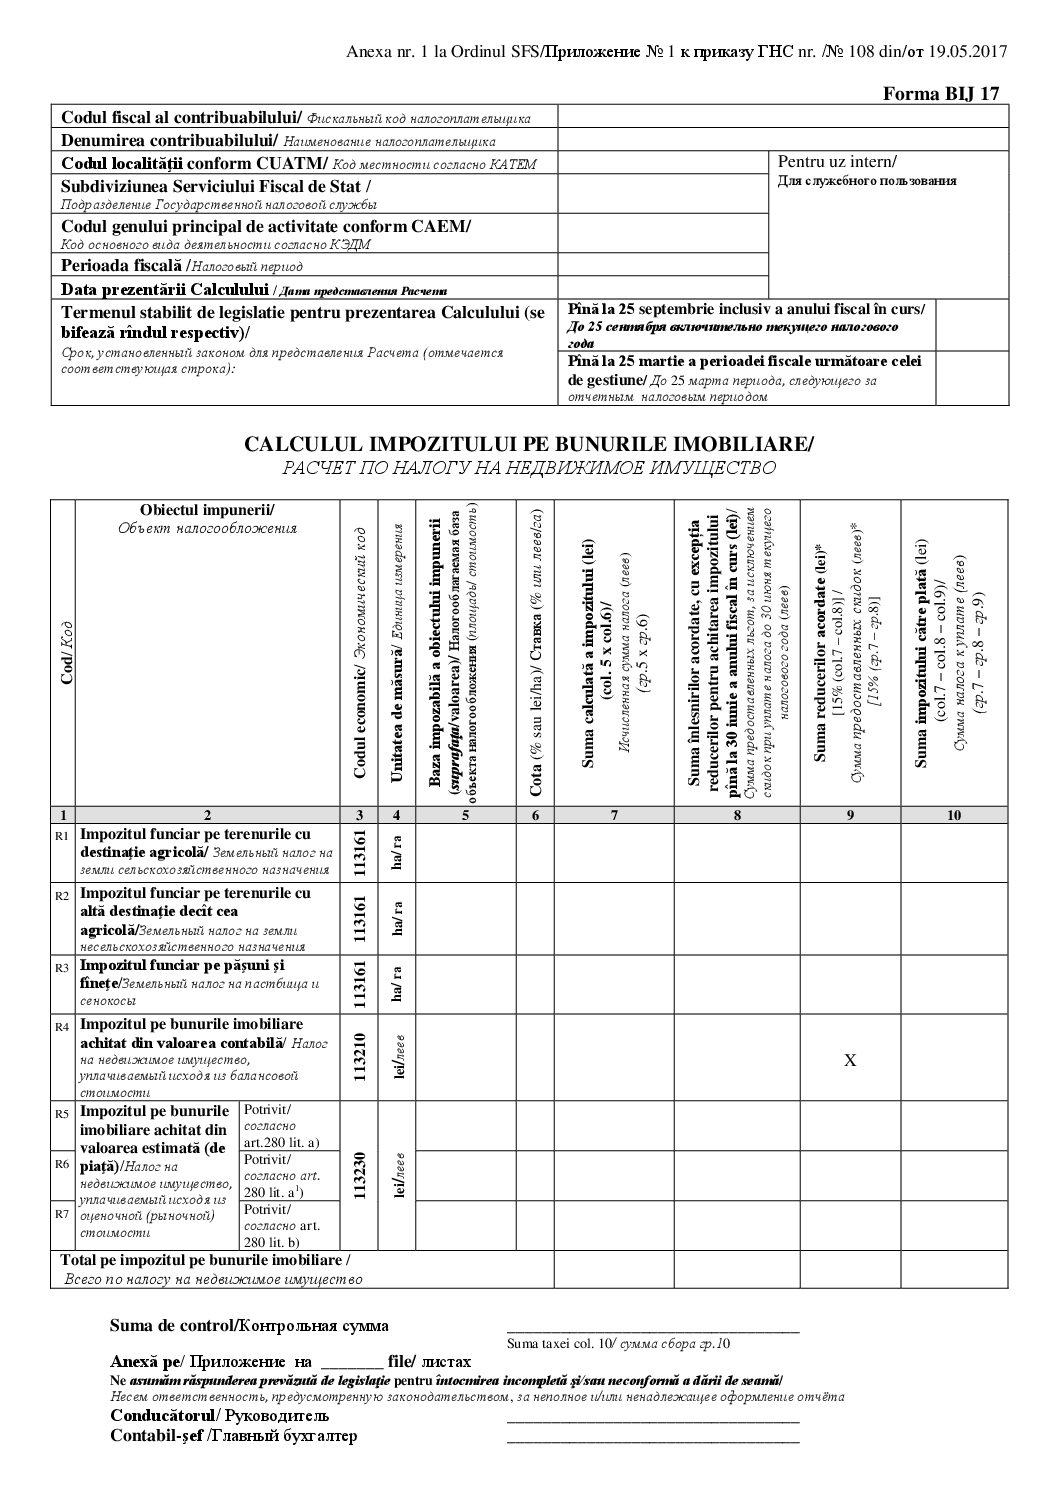 Anexa nr. 1 la Ordinul SFS/Приложение № 1 к приказу ГНС nr. /№ 108 din/от 19.05.2017
Forma BIJ 17
Codul fiscal al contribuabilului/ Фискальный код налогоплательщика
Denumirea contribuabilului/ Наименование налогоплательщика
Codul localităţii conform CUATM/ Код местности согласно КАТЕМ
Pentru uz intern/
Для служебного пользования
Subdiviziunea Serviciului Fiscal de Stat /
Подразделение Государственной налоговой службы
Codul genului principal de activitate conform CAEM/
Код основного вида деятельности согласно КЭДМ
Perioada fiscală /Налоговый период
Data prezentării Calculului / Дата представления Расчета
Termenul stabilit de legislatie pentru prezentarea Calculului (se
bifează rîndul respectiv)/
Срок, установленный законом для представления Расчета (отмечается
соответствующая строка):
Pînă la 25 septembrie inclusiv a anului fiscal în curs/
До 25 сентября включительно текущего налогового
года
Pînă la 25 martie a perioadei fiscale următoare celei
de gestiune/ До 25 марта периода, следующего за
отчетным налоговым периодом
CALCULUL IMPOZITULUI PE BUNURILE IMOBILIARE/
РАСЧЕТ ПО НАЛОГУ НА НЕДВИЖИМОЕ ИМУЩЕСТВО
Cod/ Код
Obiectul impunerii/
Объект налогообложения
Codul economic/ Экономический код
Unitatea de măsură/ Единица измерения
Baza impozabilă a obiectului impunerii
(suprafaţa/valoarea)/ Налогооблагаемая база
объекта налогообложения (площадь/ стоимость)
Cota (% sau lei/ha)/ Ставка (% или леев/га)
Suma calculată a impozitului (lei)
(col. 5 x col.6)/
Исчисленная сумма налога (леев)
(гр.5 x гр.6)
Suma înlesnirilor acordate, cu excepţia
reducerilor pentru achitarea impozitului
pînă la 30 iunie a anului fiscal în curs (lei)/
Сумма предоставленных льгот, за исключением
скидок при уплате налога до 30 июня текущего
налогового года (леев)
Suma reducerilor acordate (lei)*
[15% (col.7 – col.8)] /
Сумма предоставленных скидок (леев)*
[15% (гр.7 – гр.8)]
Suma impozitului către plată (lei)
(col.7 – col.8 – col.9)/
Сумма налога к уплате (леев)
(гр.7 – гр.8 – гр.9)
1 2 3 4 5 6 7 8 9 10
R1 Impozitul funciar pe terenurile cu
destinaţie agricolă/ Земельный налог на
земли сельскохозяйственного назначения
113161
ha/ га
R2 Impozitul funciar pe terenurile cu
altă destinaţie decît cea
agricolă/Земельный налог на земли
несельскохозяйственного назначения
113161
ha/ га
R3 Impozitul funciar pe păşuni şi
fîneţe/Земельный налог на пастбища и
сенокосы
113161
ha/ га
R4 Impozitul pe bunurile imobiliare
achitat din valoarea contabilă/ Налог
на недвижимое имущество,
уплачиваемый исходя из балансовой
стоимости
113210
lei/леев
X
R5 Impozitul pe bunurile
imobiliare achitat din
valoarea estimată (de
R6 piaţă)/Налог на
недвижимое имущество,
уплачиваемый исходя из
R7 оценочной (рыночной)
стоимости
Potrivit/
согласно
art.280 lit. a)
Potrivit/
согласно art.
280 lit. a¹)
Potrivit/
согласно art.
280 lit. b)
113230
lei/леев
Total pe impozitul pe bunurile imobiliare /
Всего по налогу на недвижимое имущество
Suma de control/Контрольная сумма ________________________________
Suma taxei col. 10/ сумма сбора гр.10
Anexă pe/ Приложение на _______ file/ листах
Ne asumăm răspunderea prevăzută de legislaţie pentru întocmirea incompletă şi/sau neconformă a dării de seamă/
Несем ответственность, предусмотренную законодательством, за неполное и/или ненадлежащее оформление отчёта
Conducătorul/ Руководитель ________________________________
Contabil-şef /Главный бухгалтер ________________________________